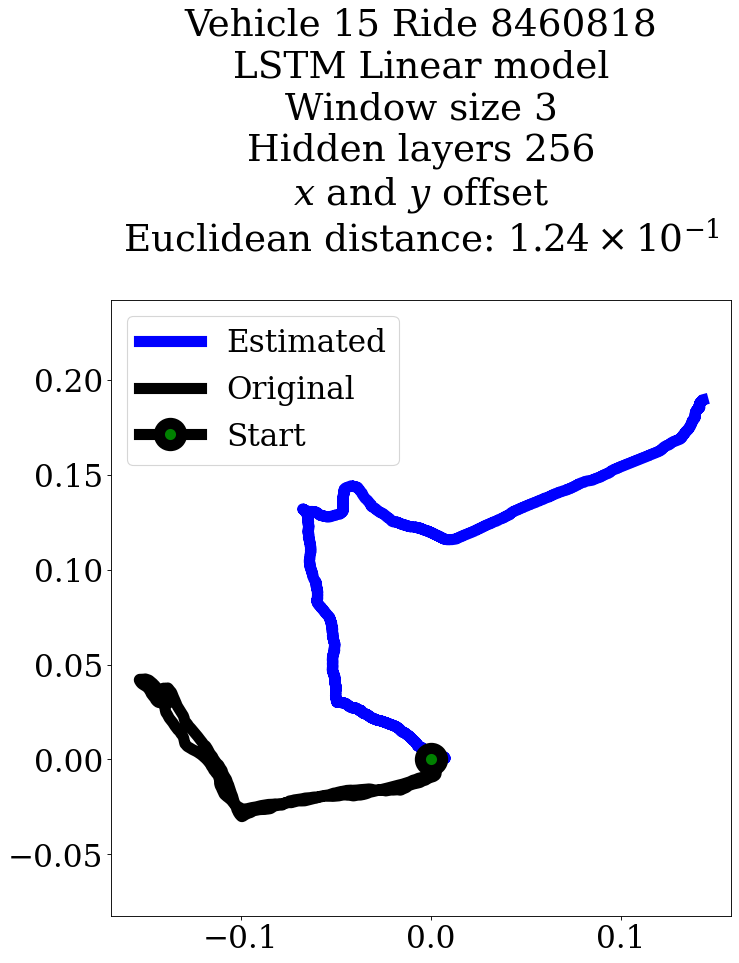 Vehicle 15 Ride 8460818
LSTM Linear model
Window size 3
Hidden layers 256
x and y offset
Euclidean distance: 1.24 × 10⁻¹
Estimated
Original
Start
0.20
0.15
0.10
0.05
0.00
−0.05
−0.1 0.0 0.1